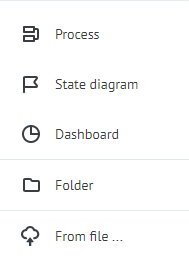 Process
State diagram
Dashboard
Folder
From file ...